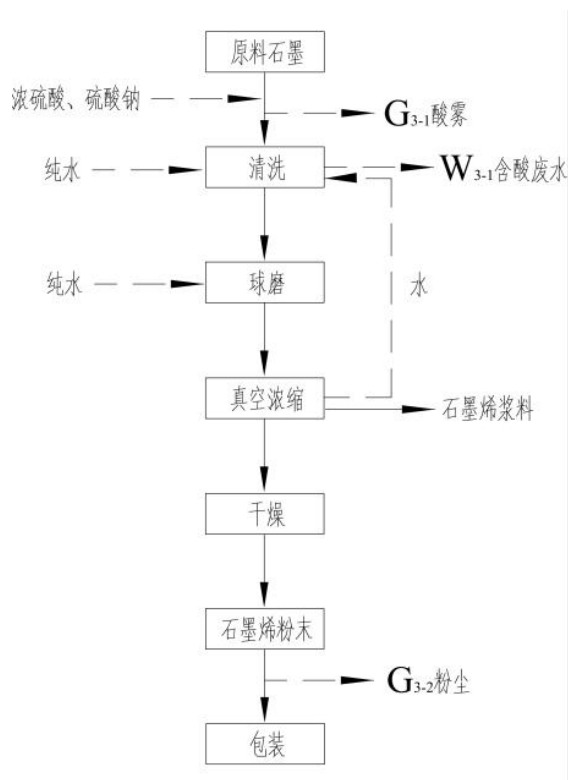 原料石墨
浓硫酸、硫酸钠
G3-1酸雾
纯水
清洗
W3-1含酸废水
纯水
球磨
水
真空浓缩
石墨烯浆料
干燥
石墨烯粉末
G3-2粉尘
包装